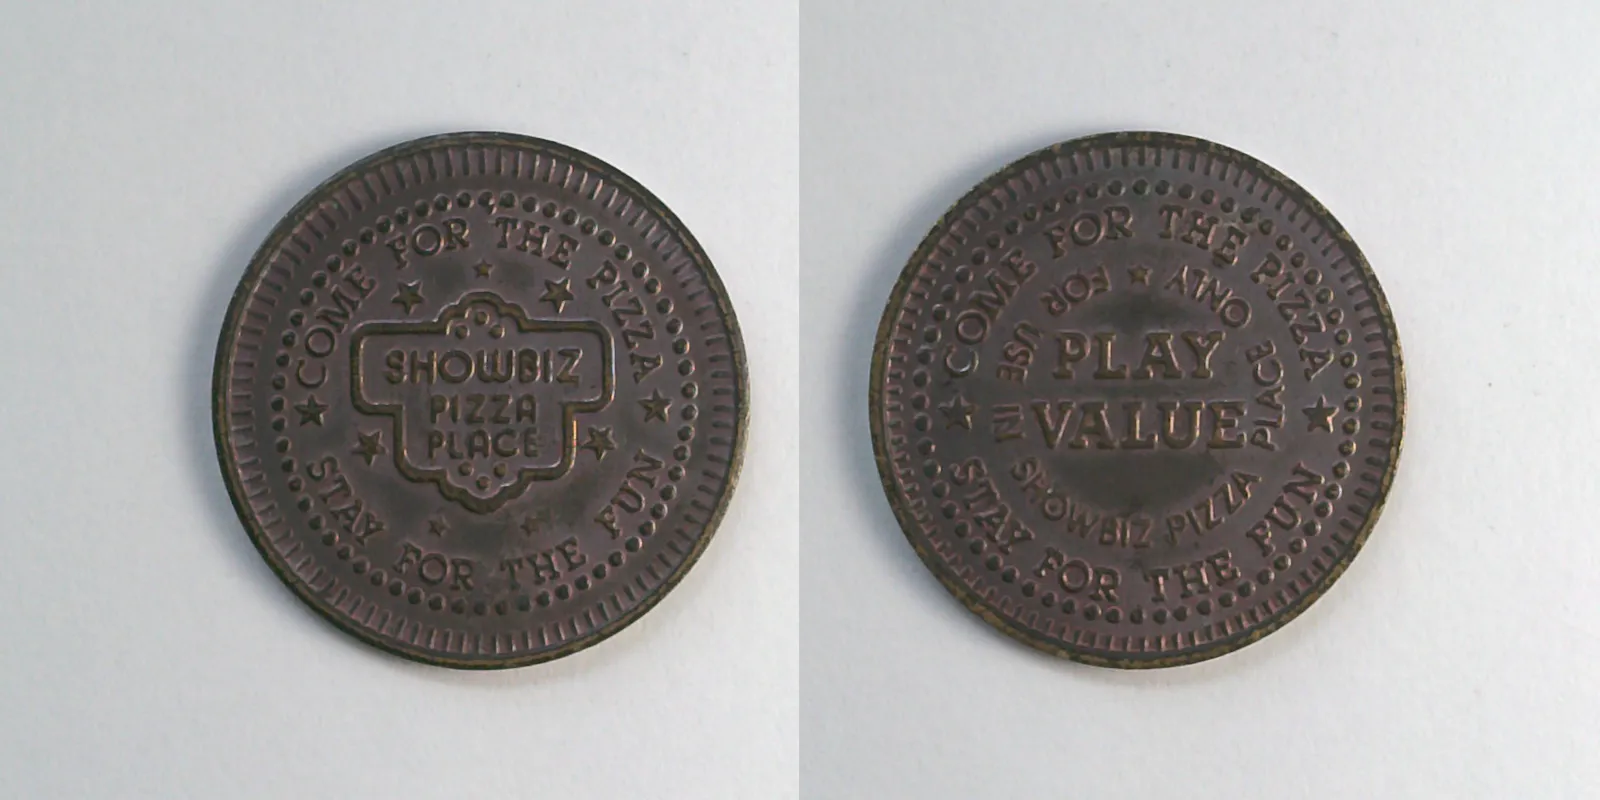 COME FOR THE PIZZA
SHOWBIZ
PIZZA
PLACE
STAY FOR THE FUN
COME FOR THE PIZZA
FOR USE IN SHOWBIZ PIZZA PLACE ONLY
PLAY
VALUE
STAY FOR THE FUN